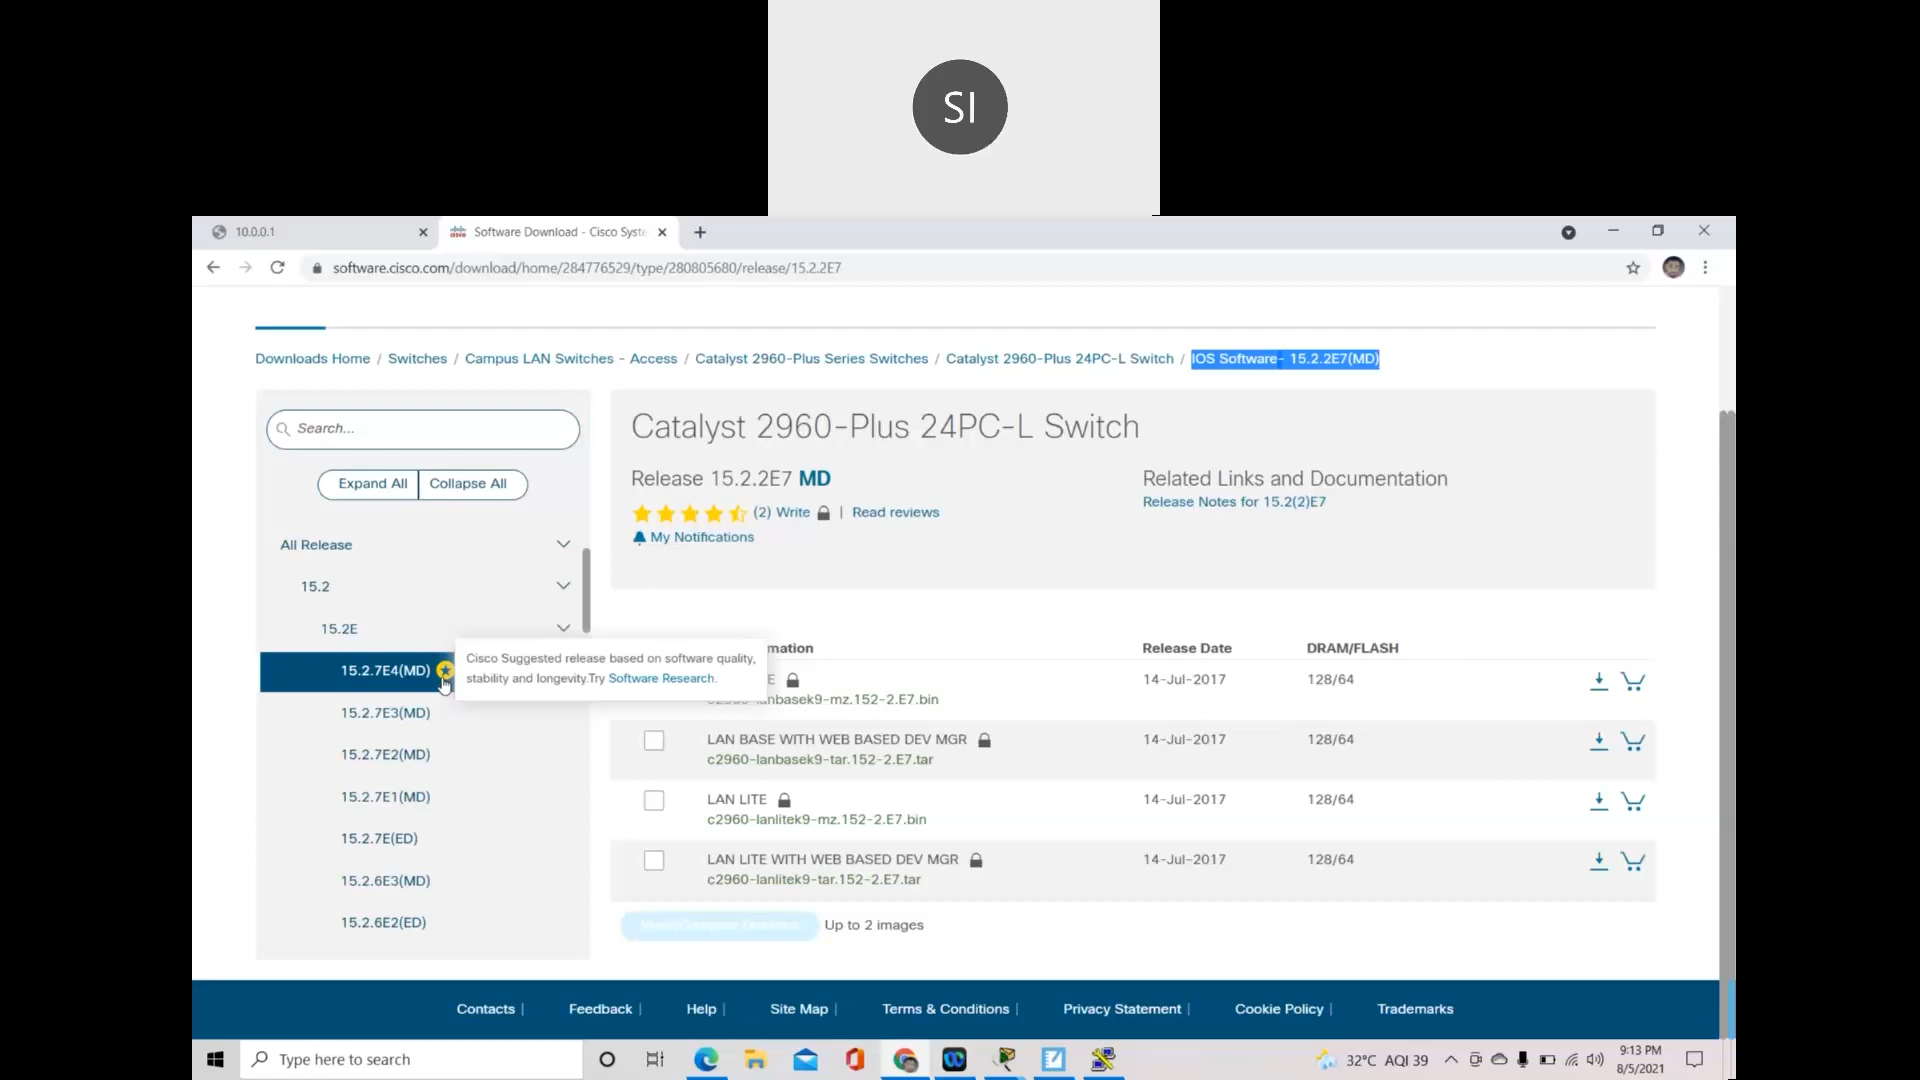 SI
10.0.0.1
Software Download - Cisco Syste
software.cisco.com/download/home/284776529/type/280805680/release/15.2.2E7
Downloads Home / Switches / Campus LAN Switches - Access / Catalyst 2960-Plus Series Switches / Catalyst 2960-Plus 24PC-L Switch / IOS Software- 15.2.2E7(MD)
Search...
Expand All
Collapse All
All Release
15.2
15.2E
15.2.7E4(MD)
15.2.7E3(MD)
15.2.7E2(MD)
15.2.7E1(MD)
15.2.7E(ED)
15.2.6E3(MD)
15.2.6E2(ED)
Cisco Suggested release based on software quality,
stability and longevity.Try Software Research.
Catalyst 2960-Plus 24PC-L Switch
Release 15.2.2E7 MD
(2) Write | Read reviews
My Notifications
Related Links and Documentation
Release Notes for 15.2(2)E7
mation Release Date DRAM/FLASH
E 14-Jul-2017 128/64
nbasek9-mz.152-2.E7.bin
LAN BASE WITH WEB BASED DEV MGR 14-Jul-2017 128/64
c2960-lanbasek9-tar.152-2.E7.tar
LAN LITE 14-Jul-2017 128/64
c2960-lanlitek9-mz.152-2.E7.bin
LAN LITE WITH WEB BASED DEV MGR 14-Jul-2017 128/64
c2960-lanlitek9-tar.152-2.E7.tar
Up to 2 images
Contacts | Feedback | Help | Site Map | Terms & Conditions | Privacy Statement | Cookie Policy | Trademarks
Type here to search
32°C AQI 39
9:13 PM
8/5/2021